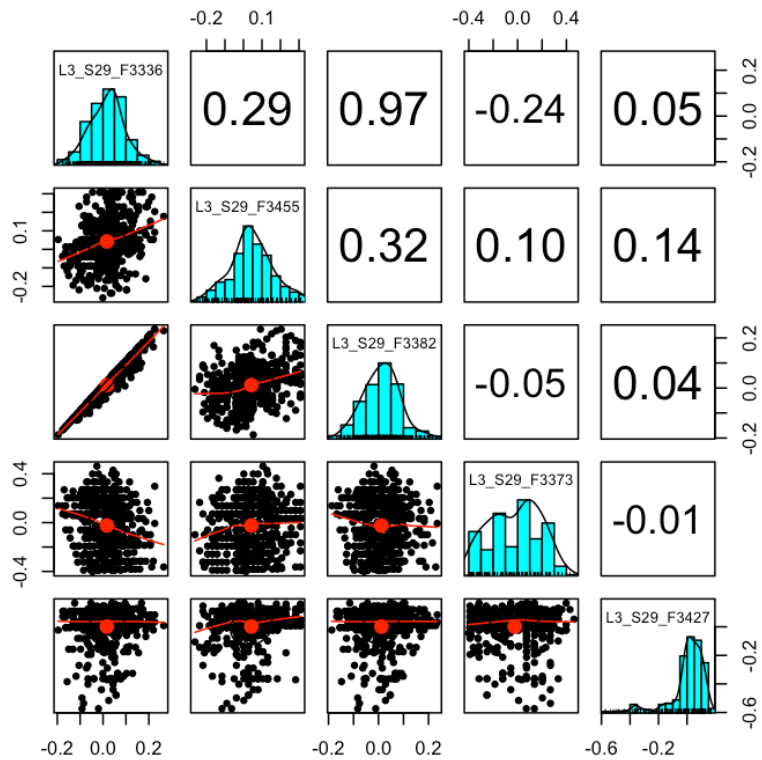 -0.2 0.1 -0.4 0.0 0.4
L3_S29_F3336 0.29 0.97 -0.24 0.05 -0.2 0.0 0.2
-0.2 0.1 L3_S29_F3455 0.32 0.10 0.14
L3_S29_F3382 -0.05 0.04 -0.2 0.0 0.2
-0.4 0.0 0.4 L3_S29_F3373 -0.01
L3_S29_F3427 -0.6 -0.2
-0.2 0.0 0.2 -0.2 0.0 0.2 -0.6 -0.2